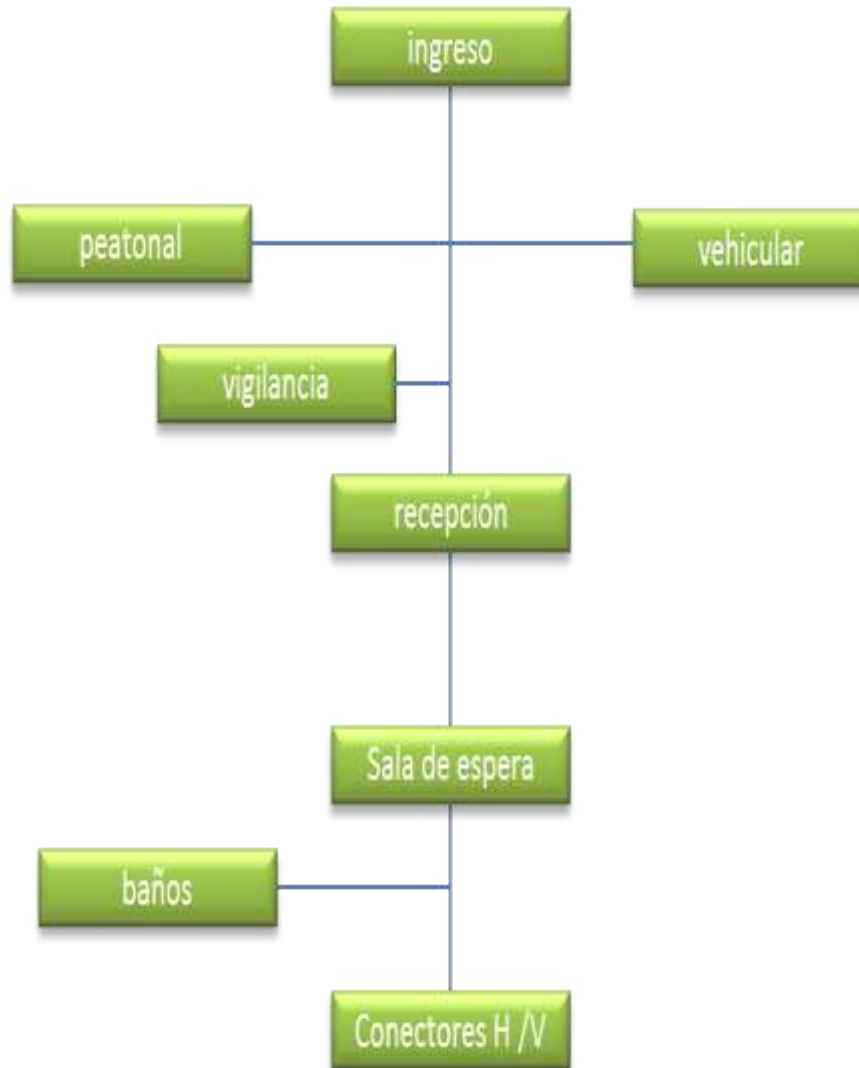 ingreso
peatonal
vehicular
vigilancia
recepción
Sala de espera
baños
Conectores H /V